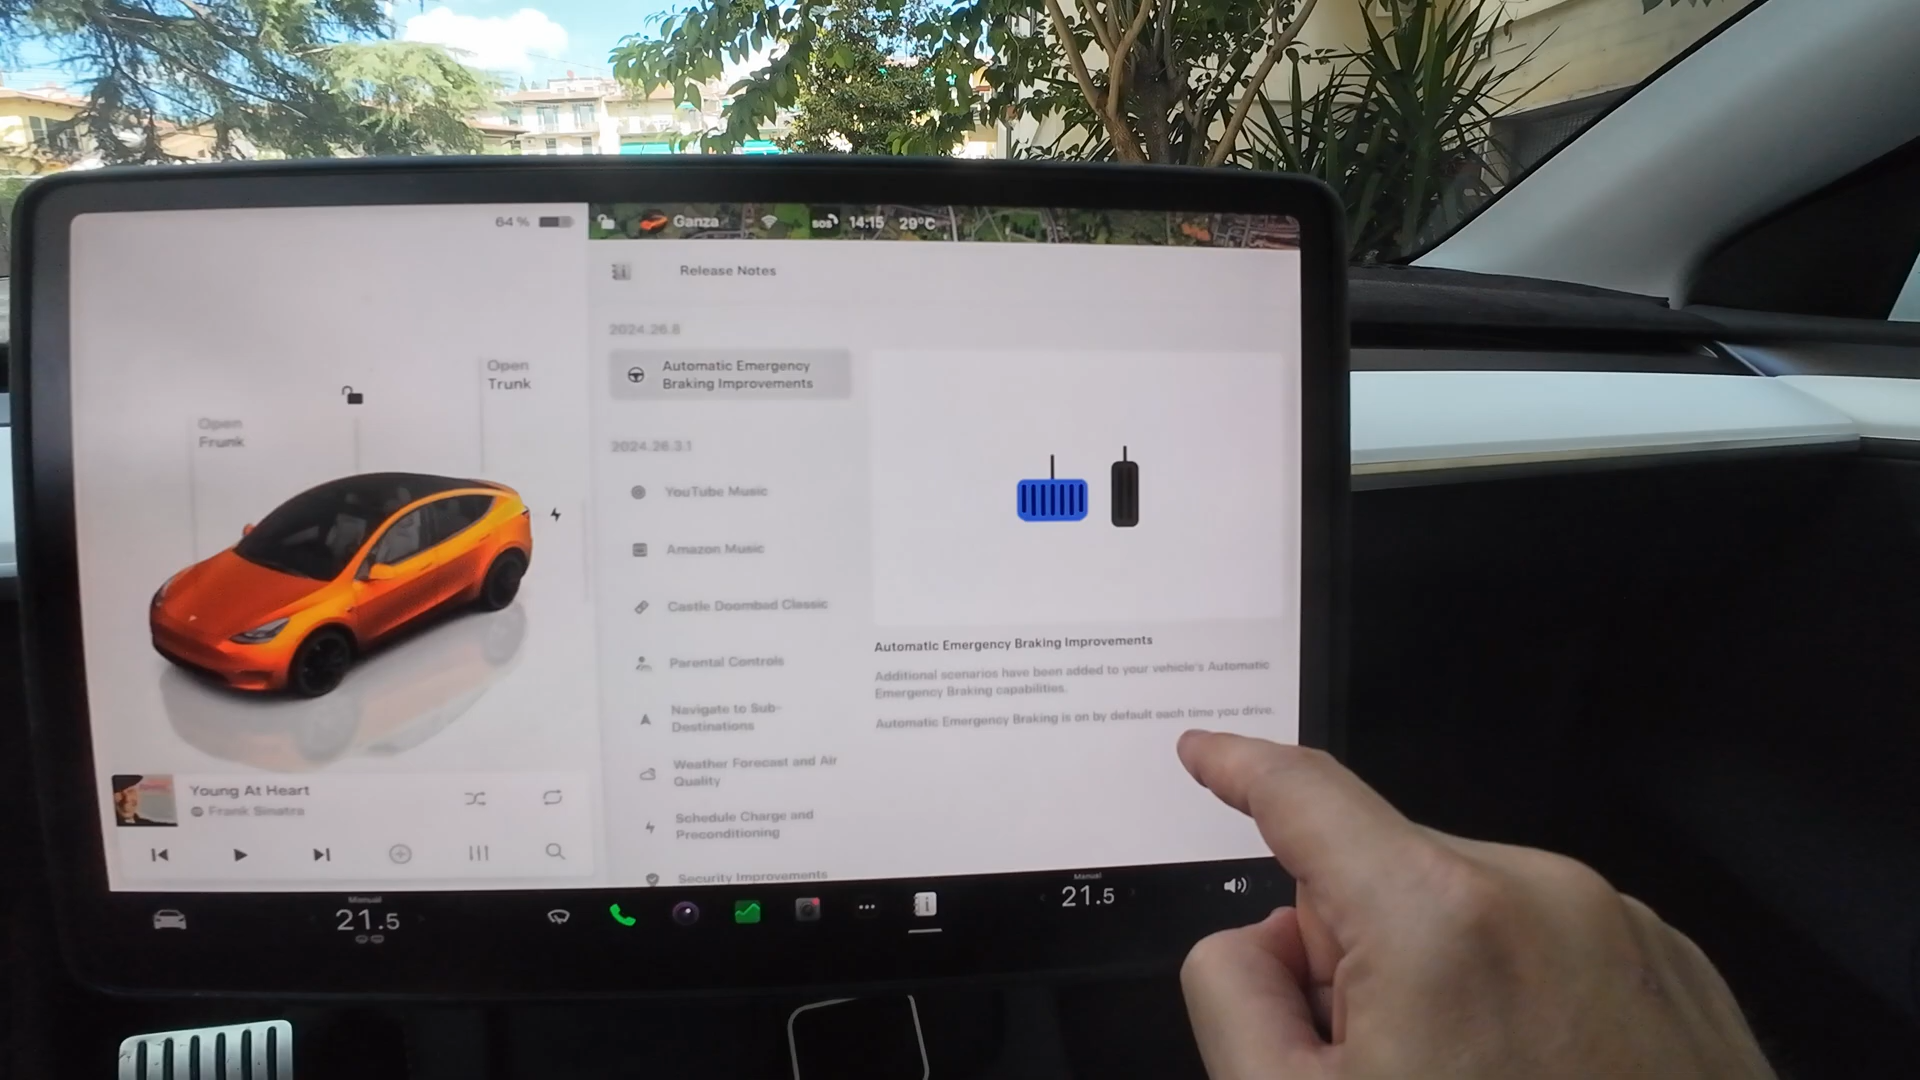 64 %
Ganza
SOS
14:15
29°C
Release Notes
Open
Trunk
Open
Frunk
2024.26.8
Automatic Emergency
Braking Improvements
2024.26.3.1
YouTube Music
Amazon Music
Castle Doombad Classic
Parental Controls
Navigate to Sub-
Destinations
Weather Forecast and Air
Quality
Schedule Charge and
Preconditioning
Security Improvements
Automatic Emergency Braking Improvements
Additional scenarios have been added to your vehicle's Automatic
Emergency Braking capabilities.
Automatic Emergency Braking is on by default each time you drive.
Young At Heart
Frank Sinatra
Manual
21.5
Manual
21.5